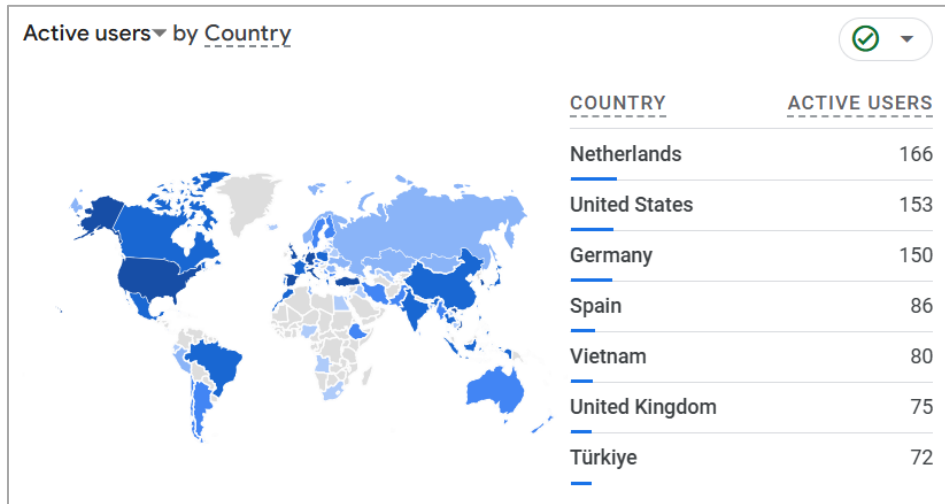 Active users by Country
COUNTRY ACTIVE USERS
Netherlands 166
United States 153
Germany 150
Spain 86
Vietnam 80
United Kingdom 75
Türkiye 72